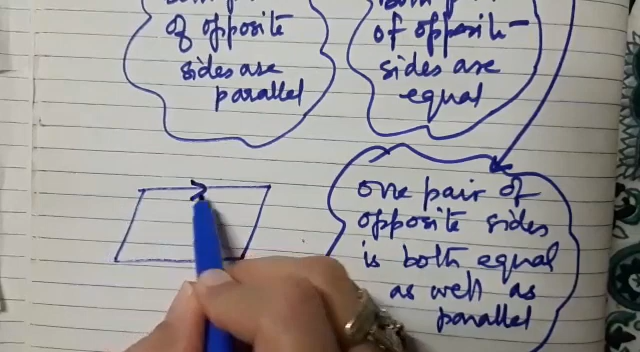 of opposite
sides are
parallel
of opposite
sides are
equal
one pair of
opposite sides
is both equal
as well as
parallel